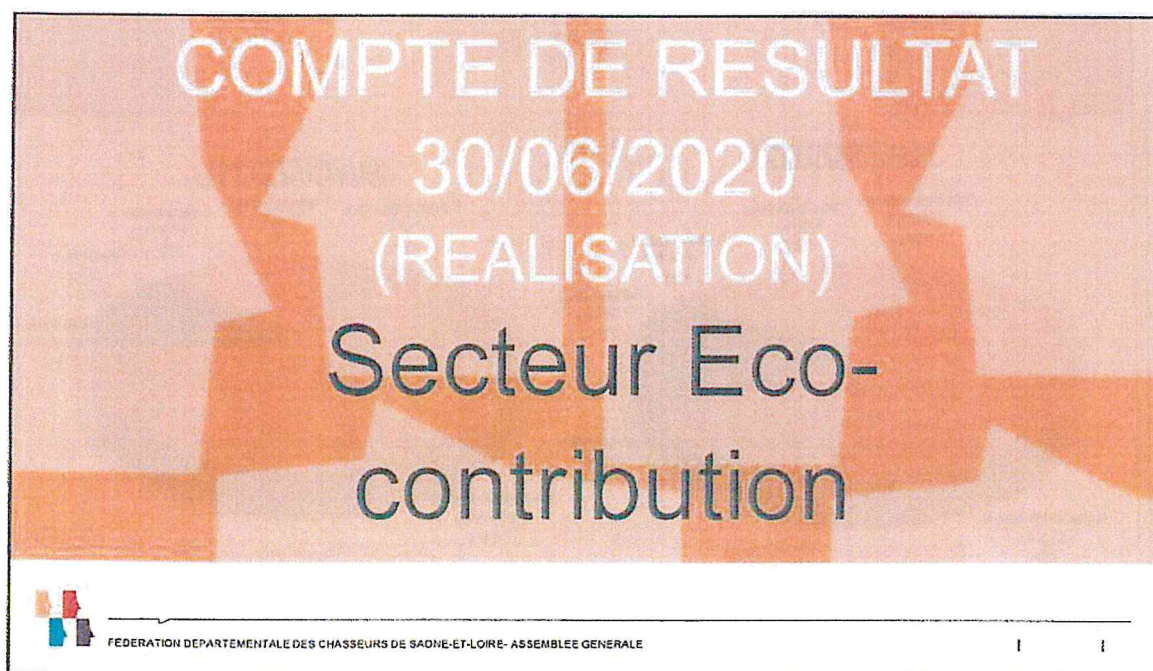 COMPTE DE RESULTAT
30/06/2020
(REALISATION)
Secteur Eco-
contribution
FEDERATION DEPARTEMENTALE DES CHASSEURS DE SAONE-ET-LOIRE- ASSEMBLEE GENERALE